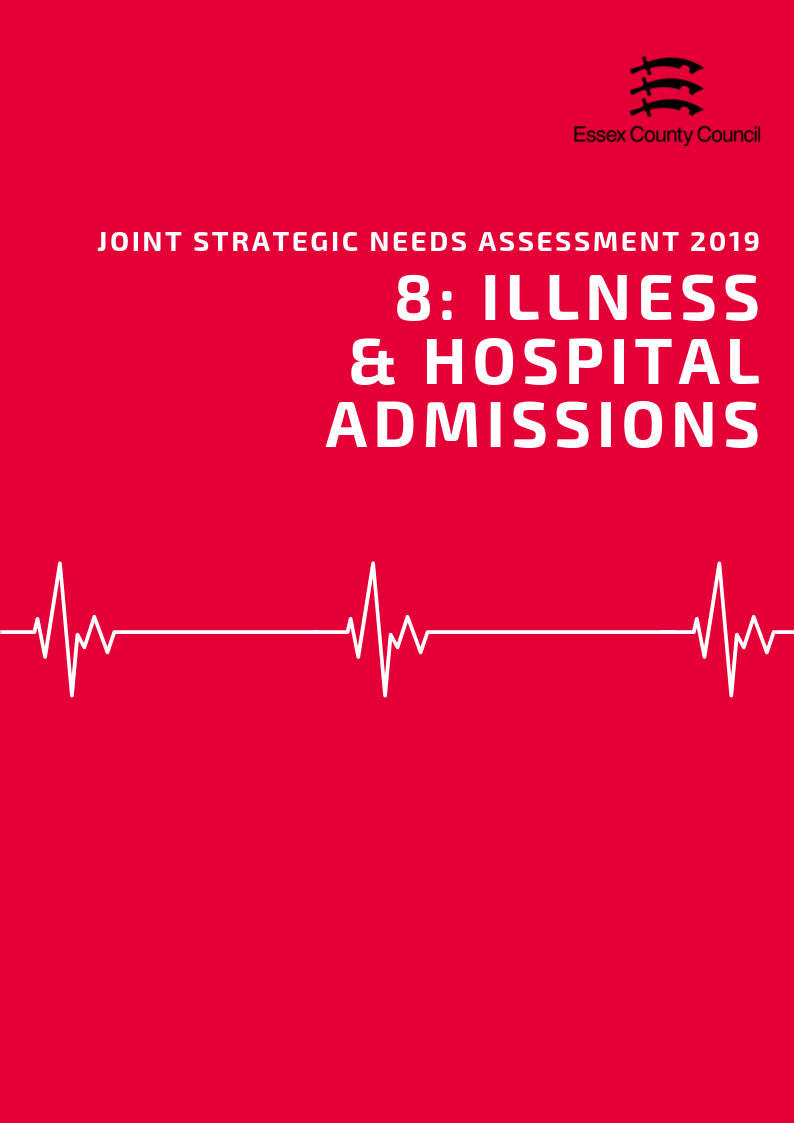 Essex County Council
JOINT STRATEGIC NEEDS ASSESSMENT 2019
8: ILLNESS
& HOSPITAL
ADMISSIONS